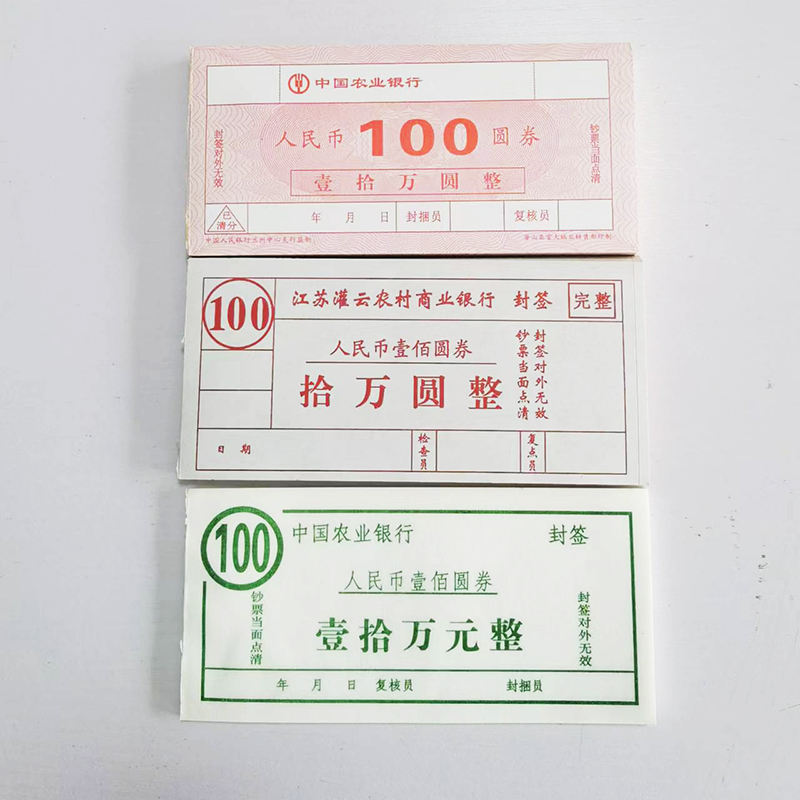 中国农业银行
人民币 100 圆券
壹拾万圆整
封签对外无效
钞票当面点清
已清分
年 月 日 封捆员 复核员
100
江苏灌云农村商业银行 封签 完整
人民币壹佰圆券
拾万圆整
封签对外无效
钞票当面点清
日期 检查员 复点员
100
中国农业银行 封签
人民币壹佰圆券
钞票当面点清
壹拾万元整
封签对外无效
年 月 日 复核员 封捆员